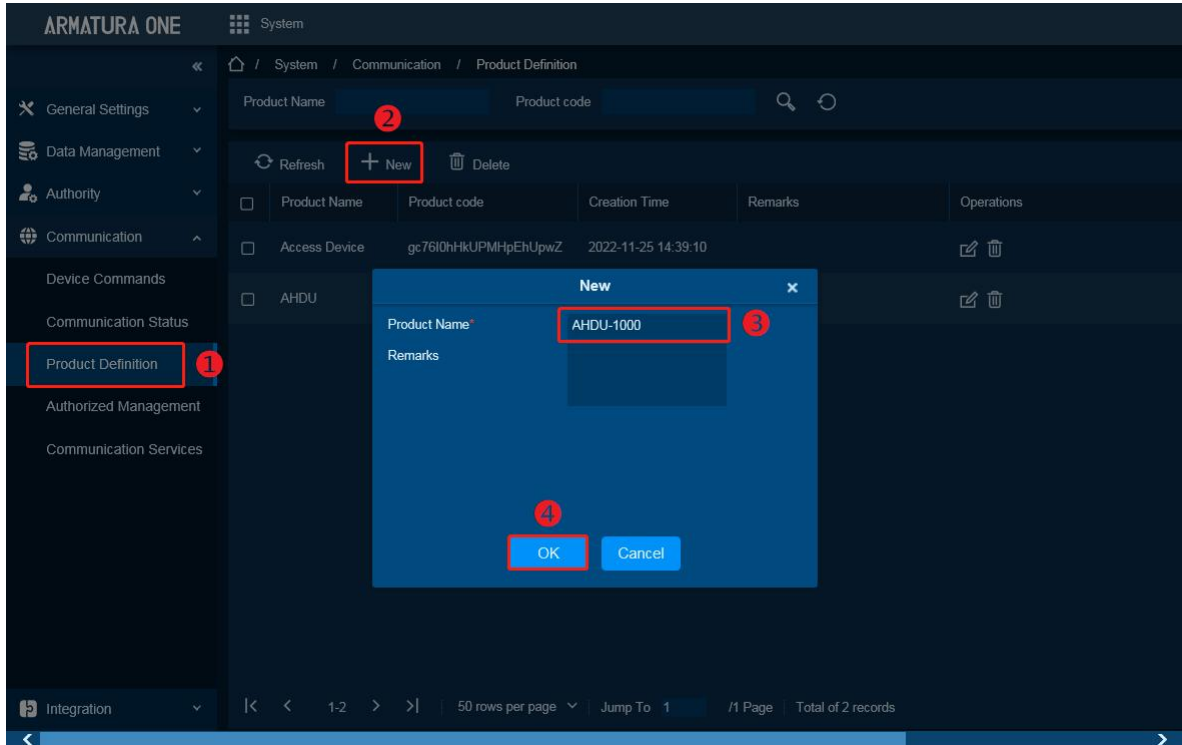 ARMATURA ONE
System
«
/ System / Communication / Product Definition
General Settings
Product Name
Product code
2
Data Management
Refresh
New
Delete
Authority
Product Name
Product code
Creation Time
Remarks
Operations
Communication
Access Device
gc76I0hHkUPMHpEhUpwZ
2022-11-25 14:39:10
Device Commands
New
×
AHDU
Communication Status
Product Name*
AHDU-1000
3
Remarks
Product Definition
1
Authorized Management
Communication Services
4
OK
Cancel
Integration
1-2
50 rows per page
Jump To 1 /1 Page
Total of 2 records